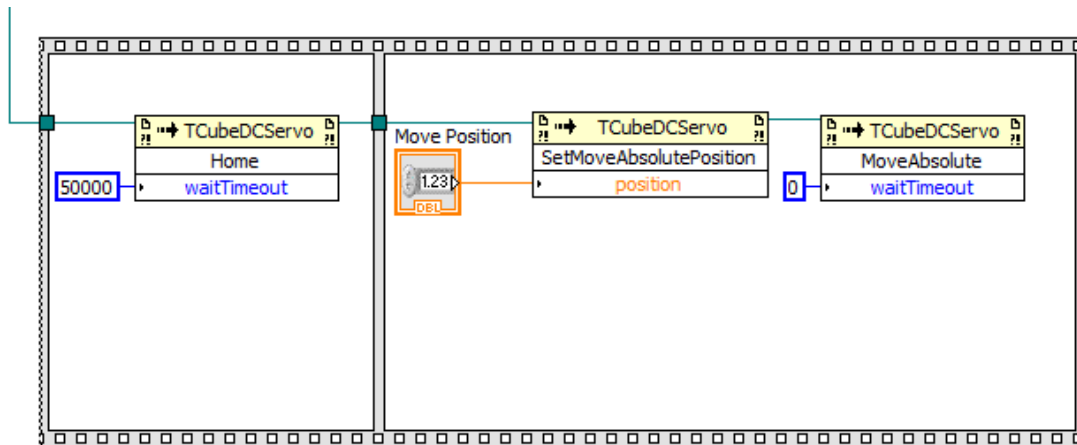 TCubeDCServo
Home
50000
waitTimeout
Move Position
1.23
DBL
TCubeDCServo
SetMoveAbsolutePosition
position
TCubeDCServo
MoveAbsolute
0
waitTimeout